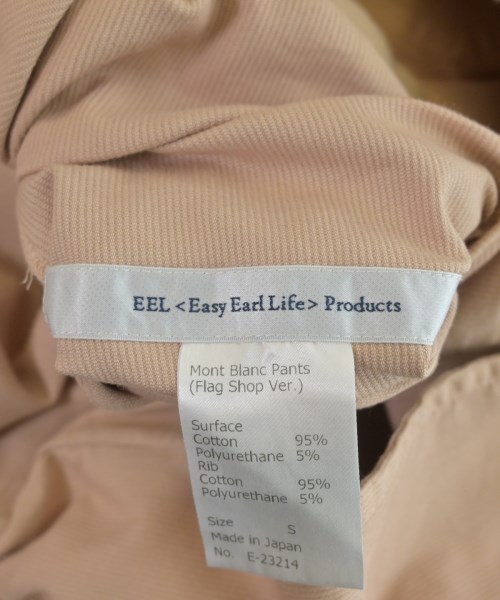 EEL <Easy Earl Life> Products
Mont Blanc Pants
(Flag Shop Ver.)
Surface
Cotton 95%
Polyurethane 5%
Rib
Cotton 95%
Polyurethane 5%
Size S
Made in Japan
No. E-23214